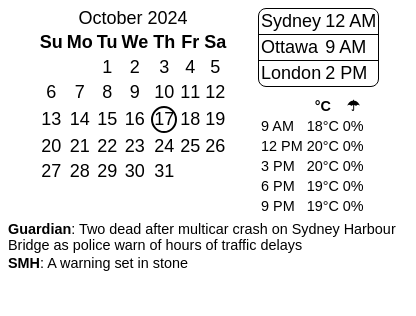 October 2024
Su Mo Tu We Th Fr Sa
1 2 3 4 5
6 7 8 9 10 11 12
13 14 15 16 17 18 19
20 21 22 23 24 25 26
27 28 29 30 31
Sydney 12 AM
Ottawa 9 AM
London 2 PM
°C ☂
9 AM 18°C 0%
12 PM 20°C 0%
3 PM 20°C 0%
6 PM 19°C 0%
9 PM 19°C 0%
Guardian: Two dead after multicar crash on Sydney Harbour
Bridge as police warn of hours of traffic delays
SMH: A warning set in stone